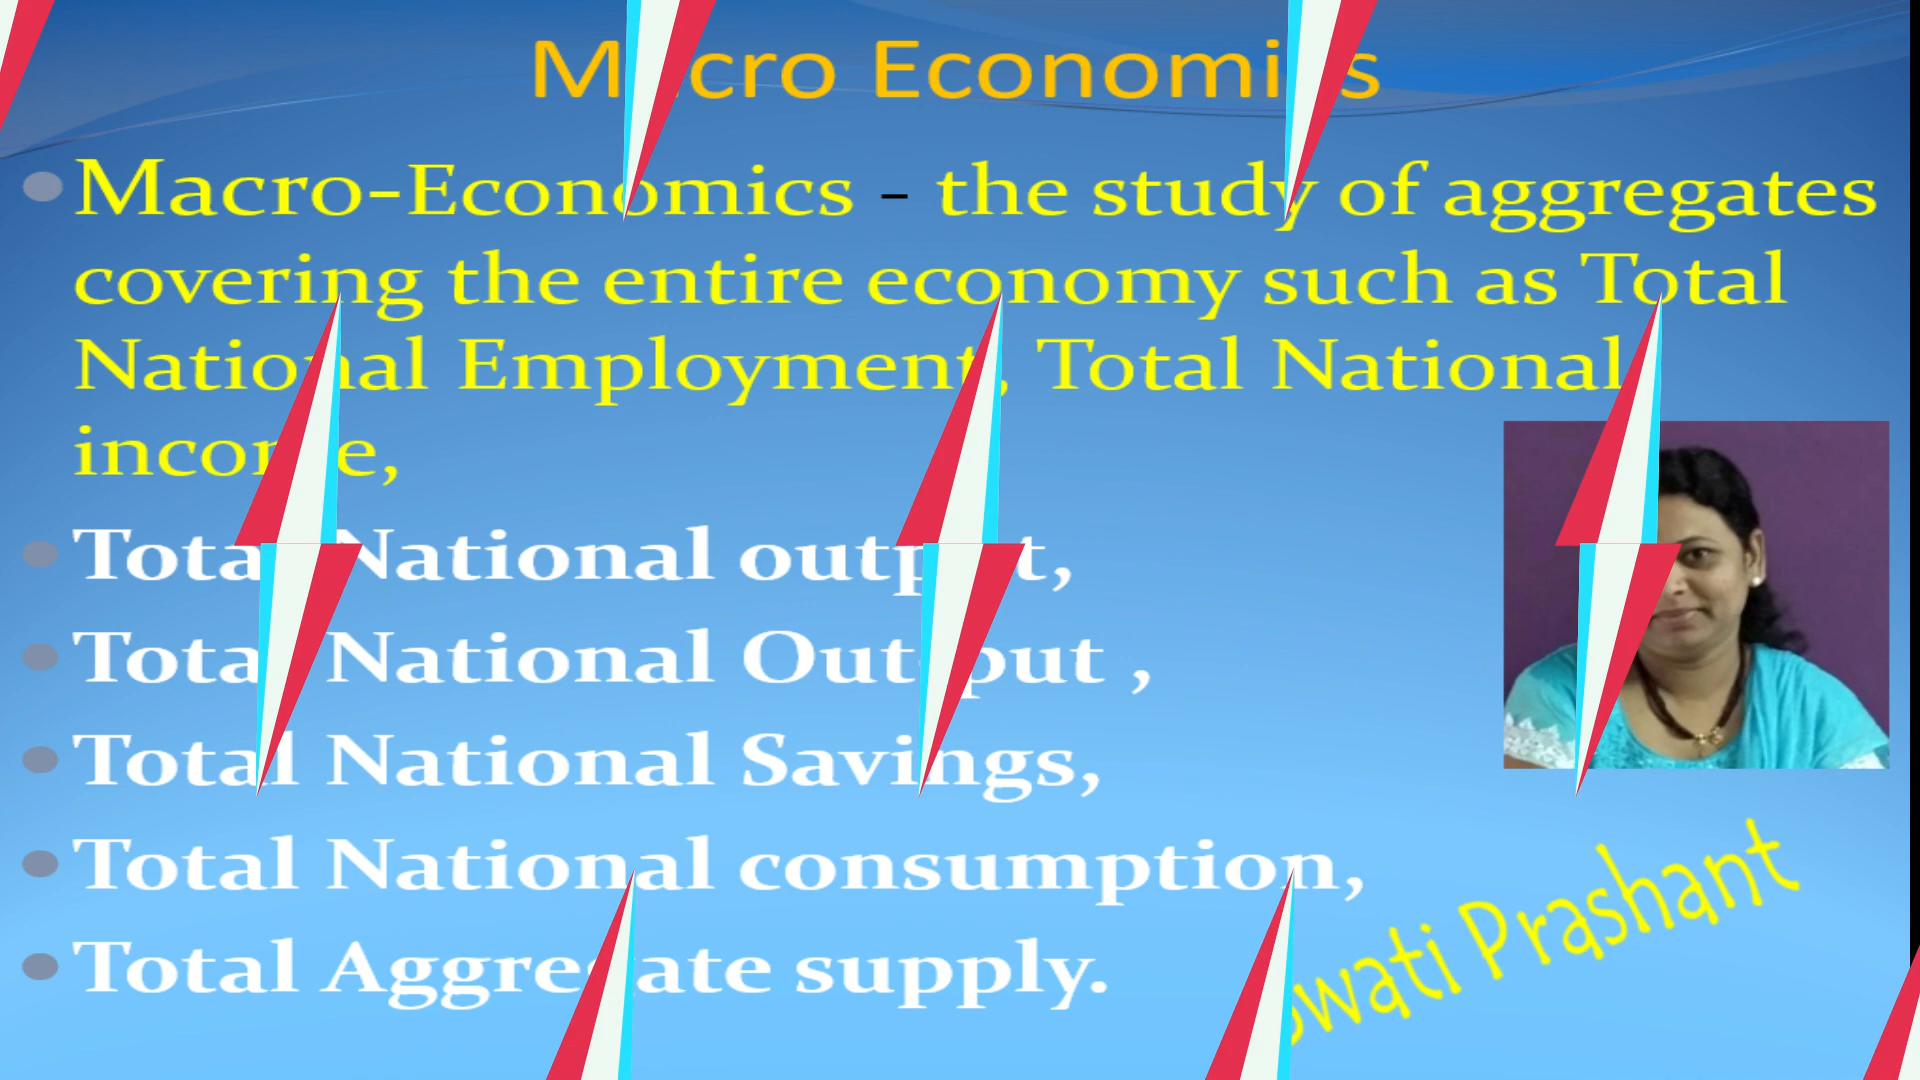 Macro Economics
Macro-Economics - the study of aggregates
covering the entire economy such as Total
National Employment, Total National
income,
Total National output,
Total National Output ,
Total National Savings,
Total National consumption,
Total Aggregate supply.
Swati Prashant